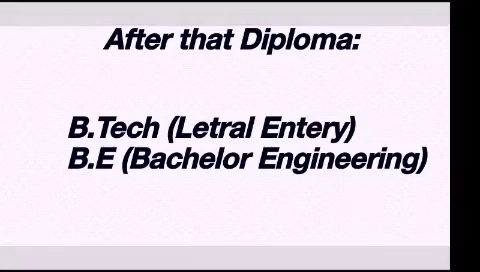 After that Diploma:
B.Tech (Letral Entery)
B.E (Bachelor Engineering)